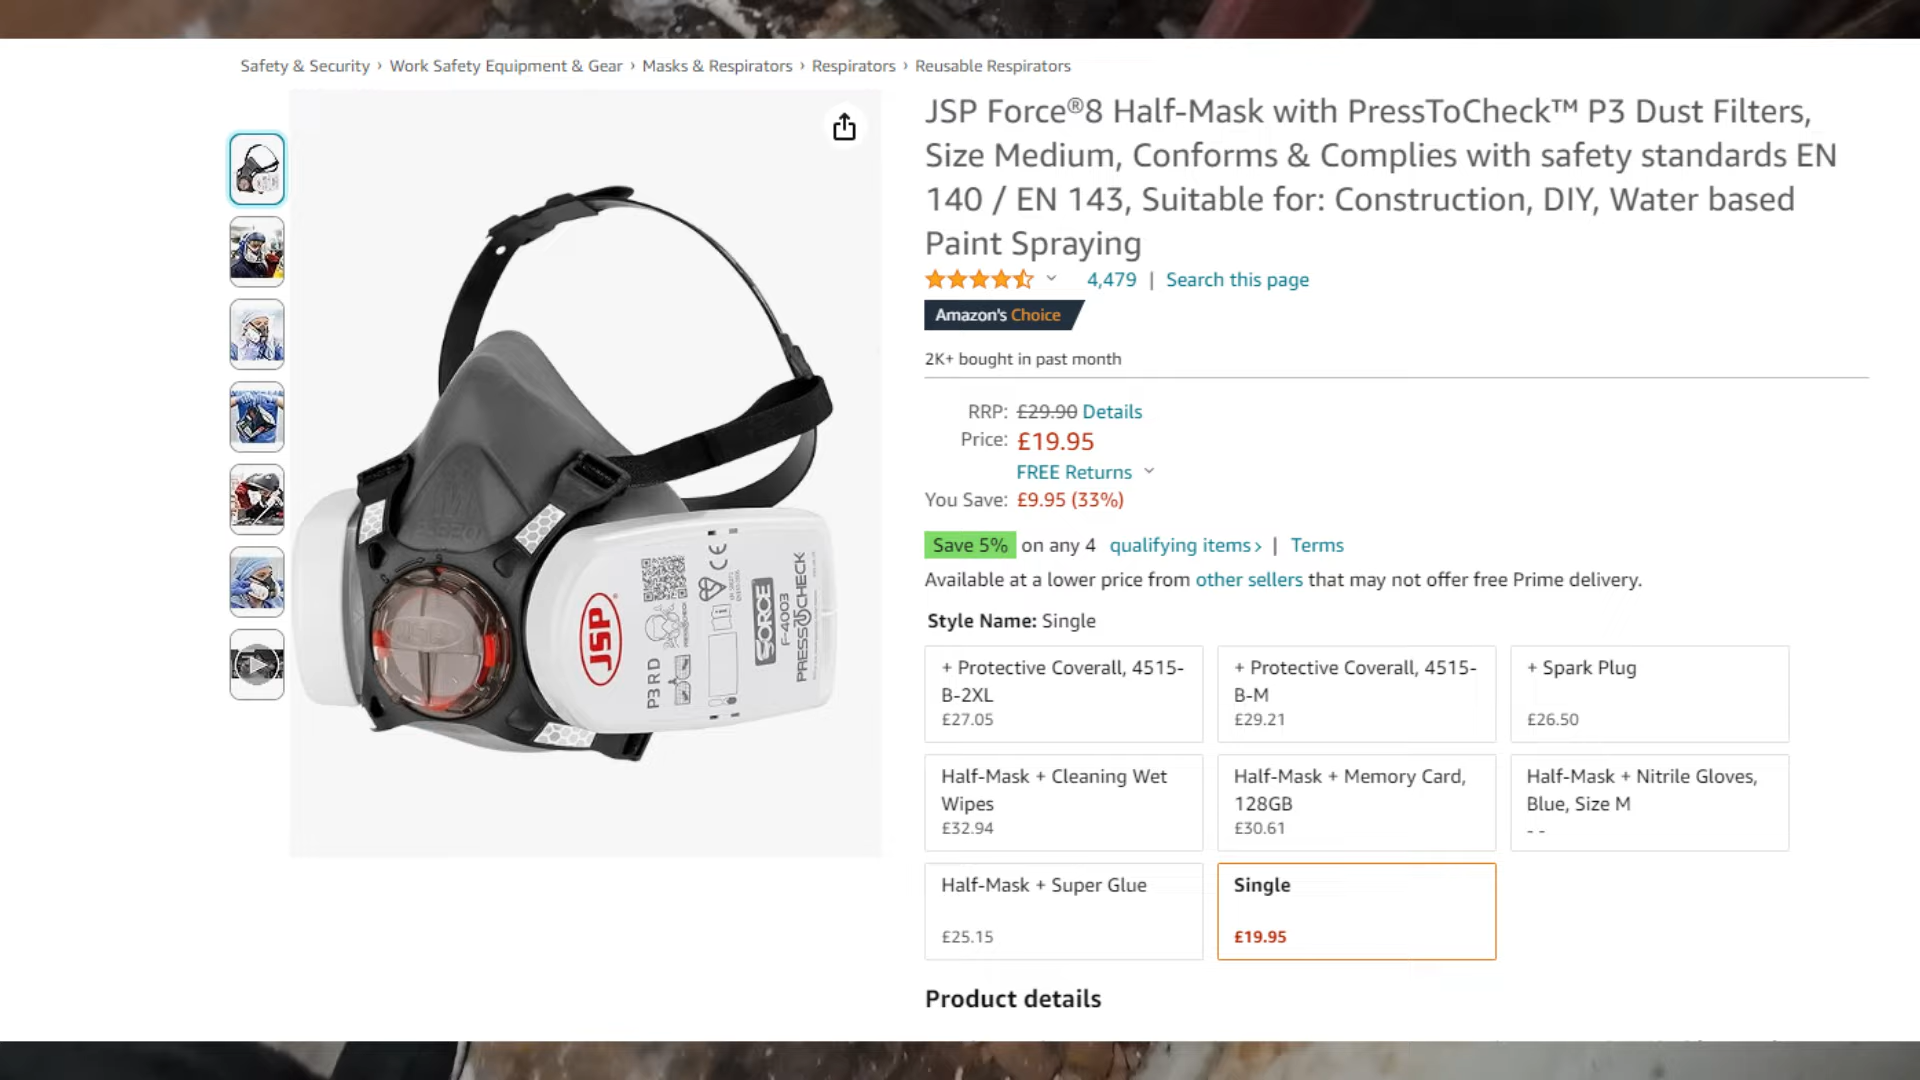 Safety & Security › Work Safety Equipment & Gear › Masks & Respirators › Respirators › Reusable Respirators
JSP Force®8 Half-Mask with PressToCheck™ P3 Dust Filters,
Size Medium, Conforms & Complies with safety standards EN
140 / EN 143, Suitable for: Construction, DIY, Water based
Paint Spraying
4,479 | Search this page
Amazon's Choice
2K+ bought in past month
RRP: £29.90 Details
Price: £19.95
FREE Returns
You Save: £9.95 (33%)
Save 5% on any 4 qualifying items › | Terms
Available at a lower price from other sellers that may not offer free Prime delivery.
Style Name: Single
+ Protective Coverall, 4515-
B-2XL
£27.05
+ Protective Coverall, 4515-
B-M
£29.21
+ Spark Plug
£26.50
Half-Mask + Cleaning Wet
Wipes
£32.94
Half-Mask + Memory Card,
128GB
£30.61
Half-Mask + Nitrile Gloves,
Blue, Size M
- -
Half-Mask + Super Glue
£25.15
Single
£19.95
Product details
JSP
P3 R D
CE
FORCE
F-4003
PRESSTOCHECK
JSP